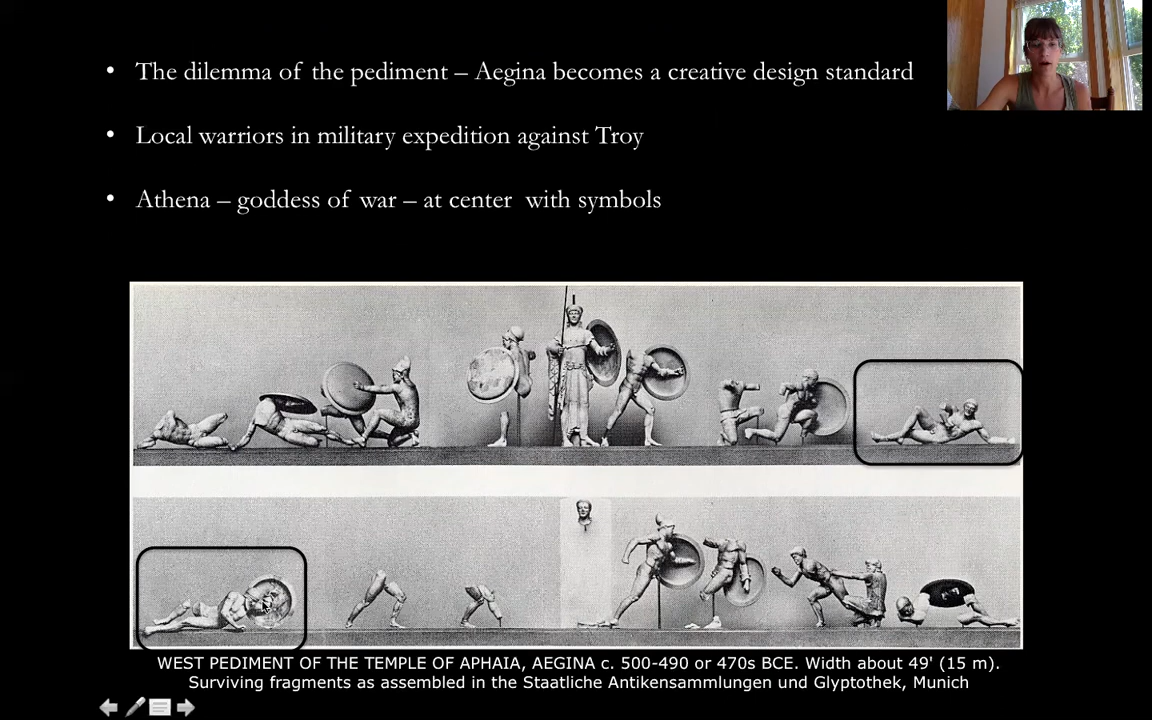 • The dilemma of the pediment – Aegina becomes a creative design standard
• Local warriors in military expedition against Troy
• Athena – goddess of war – at center with symbols
WEST PEDIMENT OF THE TEMPLE OF APHAIA, AEGINA c. 500-490 or 470s BCE. Width about 49' (15 m).
Surviving fragments as assembled in the Staatliche Antikensammlungen und Glyptothek, Munich